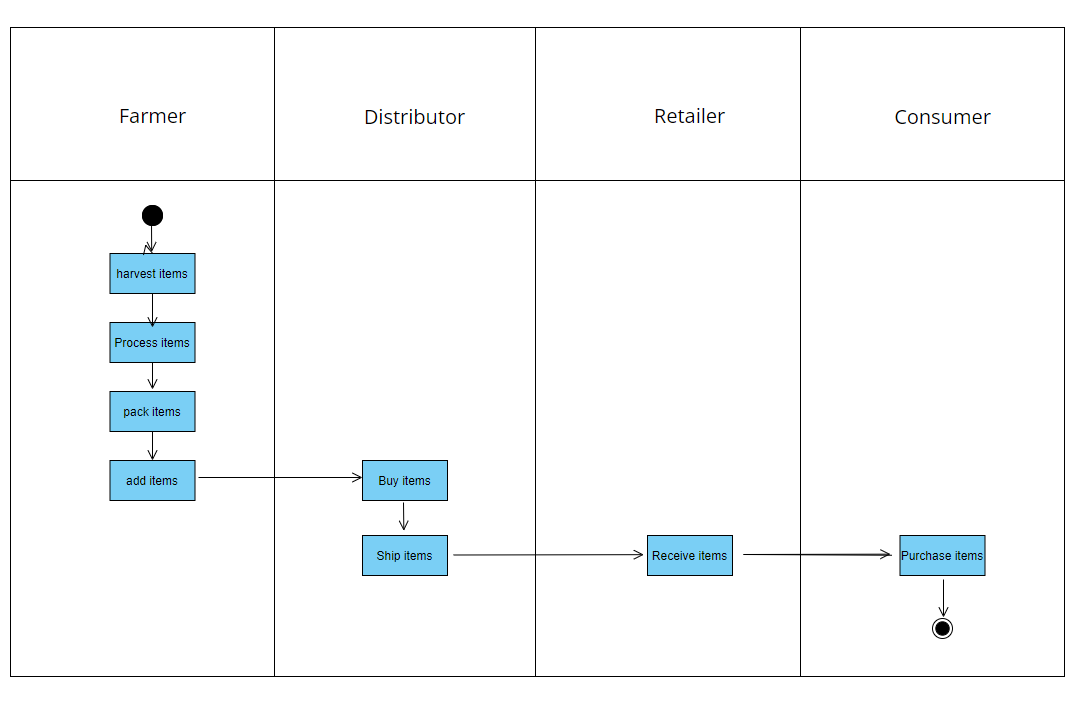 Farmer
Distributor
Retailer
Consumer
harvest items
Process items
pack items
add items
Buy items
Ship items
Receive items
Purchase items